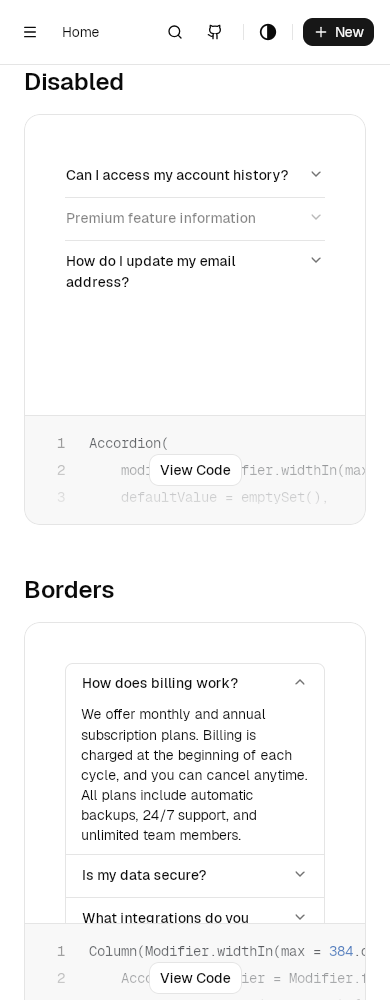 Home
New
Disabled
Can I access my account history?
Premium feature information
How do I update my email
address?
1 Accordion(
2 View Code fier.widthIn(max
3 defaultValue = emptySet(),
Borders
How does billing work?
We offer monthly and annual
subscription plans. Billing is
charged at the beginning of each
cycle, and you can cancel anytime.
All plans include automatic
backups, 24/7 support, and
unlimited team members.
Is my data secure?
What integrations do you
1 Column(Modifier.widthIn(max = 384.d
2 Acco View Code ier = Modifier.f